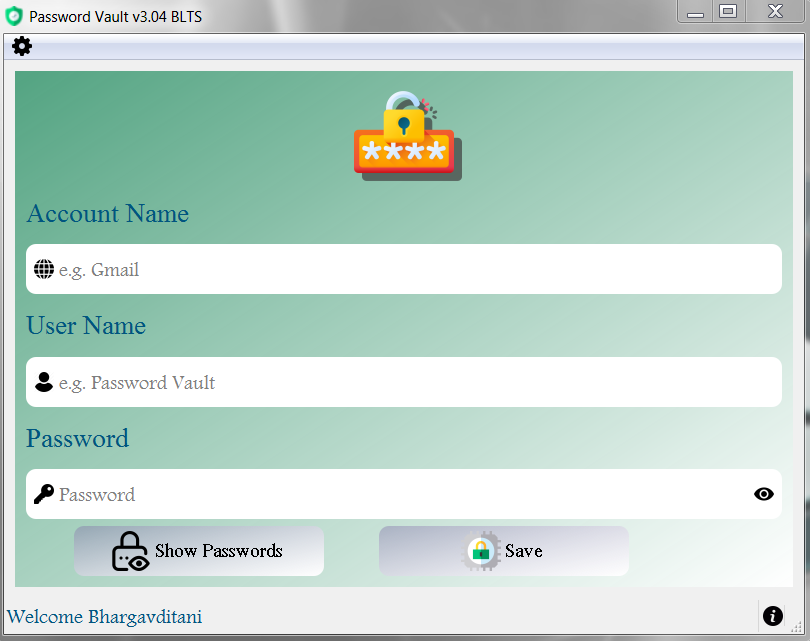 Password Vault v3.04 BLTS
****
Account Name
e.g. Gmail
User Name
e.g. Password Vault
Password
Password
Show Passwords
Save
Welcome Bhargavditani